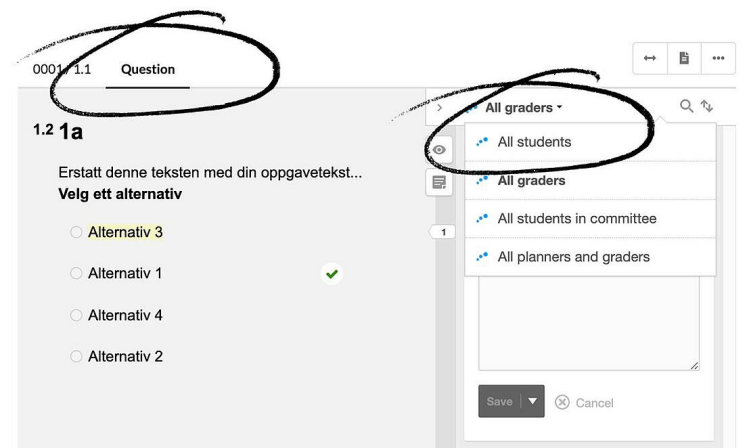 0001 / 1.1 Question
1.2 1a
Erstatt denne teksten med din oppgavetekst...
Velg ett alternativ
Alternativ 3
Alternativ 1
Alternativ 4
Alternativ 2
All graders
All students
All graders
All students in committee
All planners and graders
1
Save Cancel